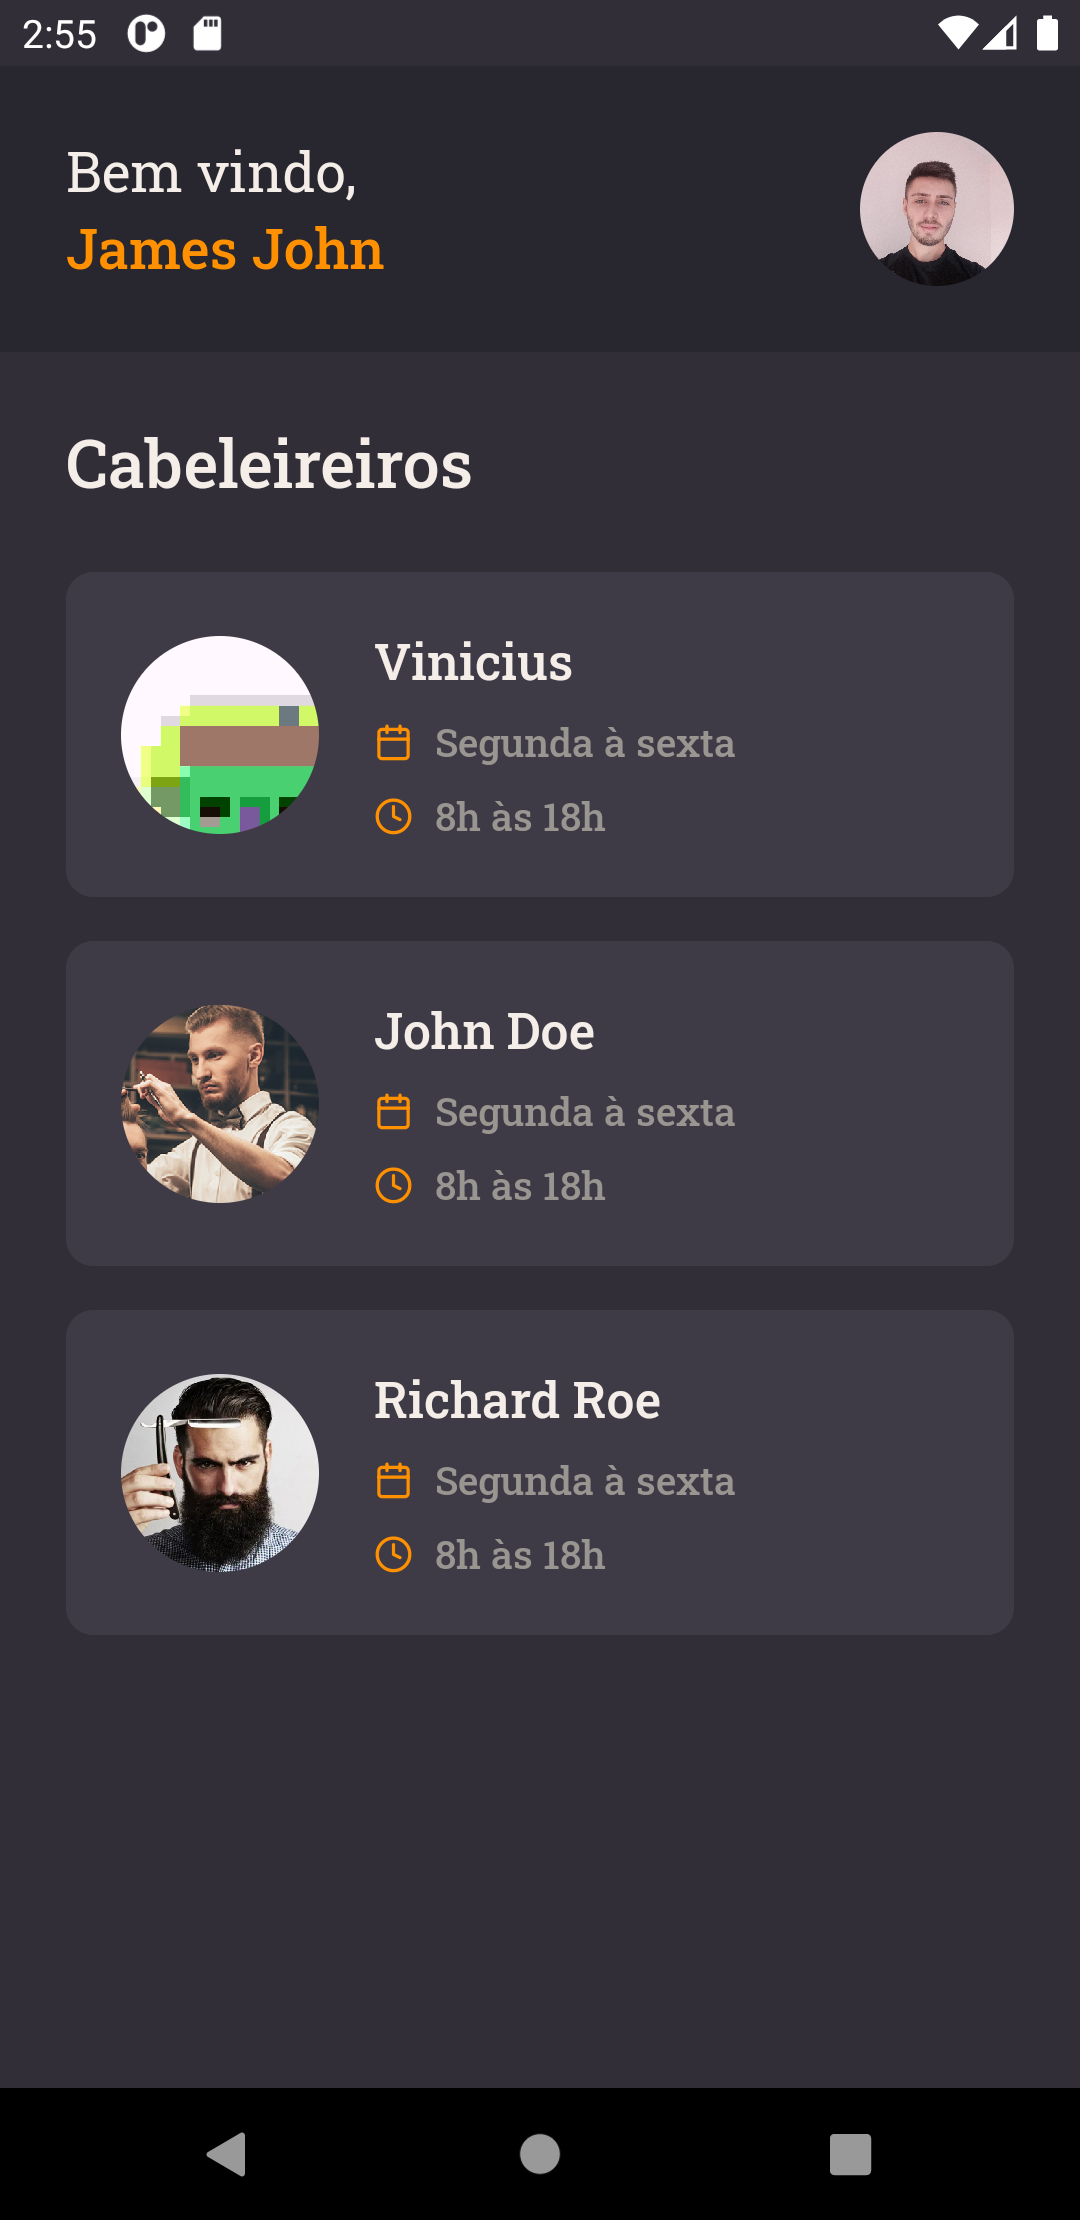 2:55
Bem vindo,
James John
Cabeleireiros
Vinicius
Segunda à sexta
8h às 18h
John Doe
Segunda à sexta
8h às 18h
Richard Roe
Segunda à sexta
8h às 18h